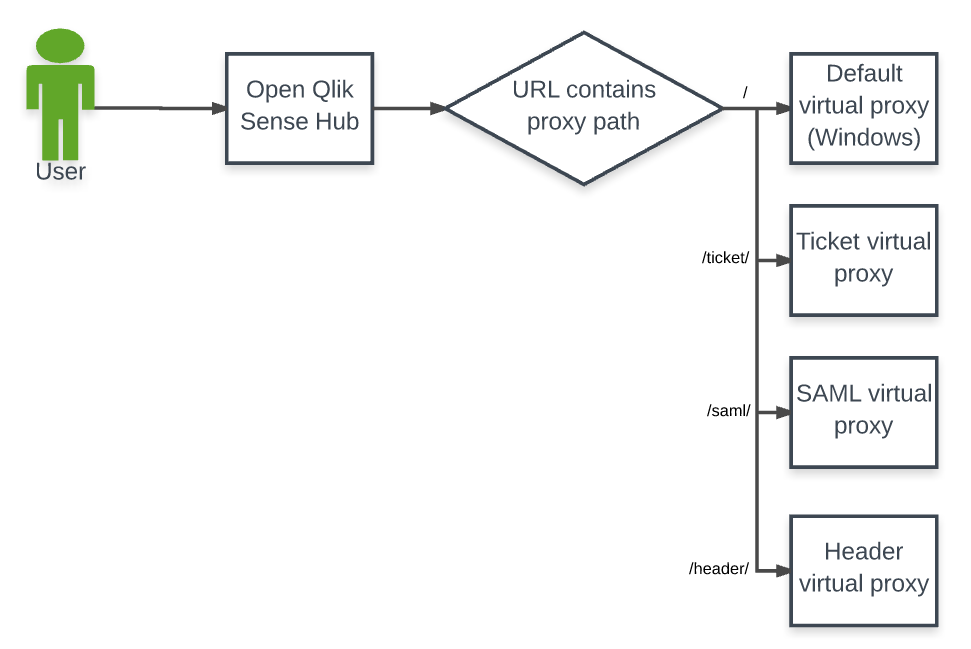 User
Open Qlik
Sense Hub
URL contains
proxy path
/
Default
virtual proxy
(Windows)
/ticket/
Ticket virtual
proxy
/saml/
SAML virtual
proxy
/header/
Header
virtual proxy